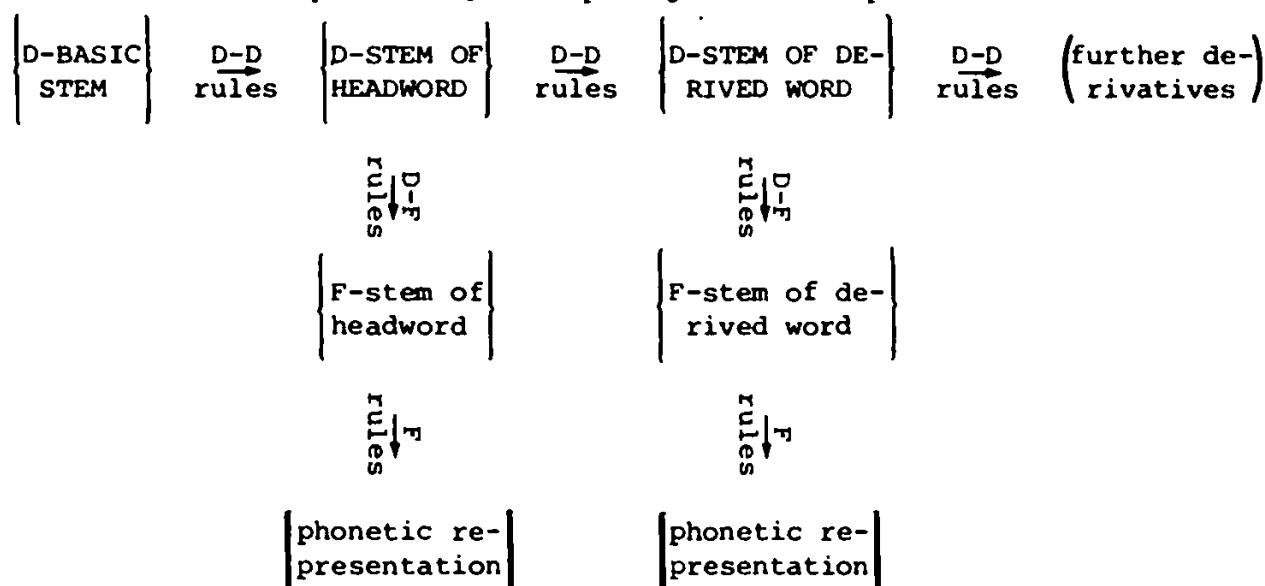 D-BASIC D-D D-STEM OF D-D D-STEM OF DE- D-D (further de-
STEM rules HEADWORD rules RIVED WORD rules rivatives)
D-F D-F
rules rules
F-stem of F-stem of de-
headword rived word
F F
rules rules
phonetic re- phonetic re-
presentation presentation